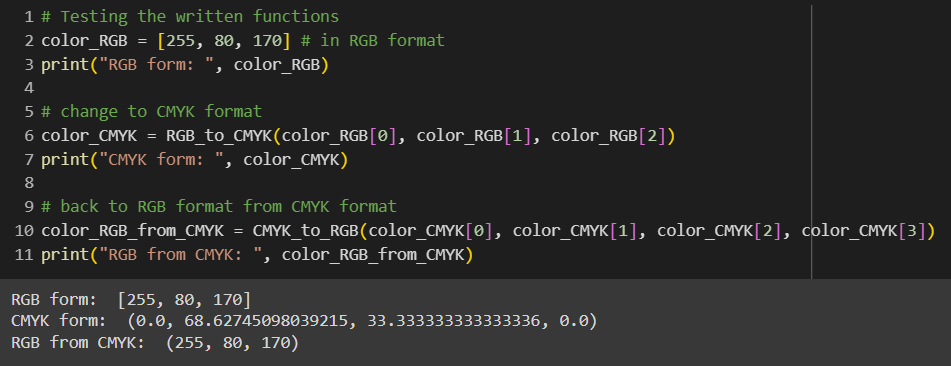 1 # Testing the written functions
2 color_RGB = [255, 80, 170] # in RGB format
3 print("RGB form: ", color_RGB)
4
5 # change to CMYK format
6 color_CMYK = RGB_to_CMYK(color_RGB[0], color_RGB[1], color_RGB[2])
7 print("CMYK form: ", color_CMYK)
8
9 # back to RGB format from CMYK format
10 color_RGB_from_CMYK = CMYK_to_RGB(color_CMYK[0], color_CMYK[1], color_CMYK[2], color_CMYK[3])
11 print("RGB from CMYK: ", color_RGB_from_CMYK)
RGB form:  [255, 80, 170]
CMYK form:  (0.0, 68.62745098039215, 33.333333333333336, 0.0)
RGB from CMYK:  (255, 80, 170)